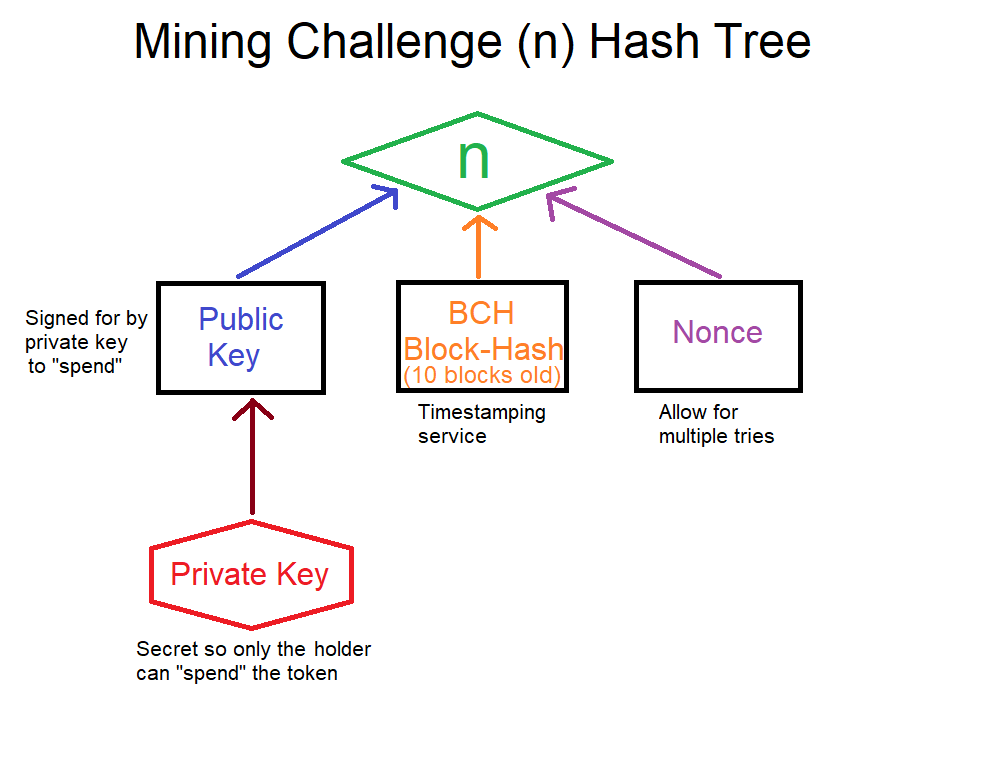 Mining Challenge (n) Hash Tree
n
Signed for by
private key
to "spend"
Public
Key
BCH
Block-Hash
(10 blocks old)
Nonce
Timestamping
service
Allow for
multiple tries
Private Key
Secret so only the holder
can "spend" the token